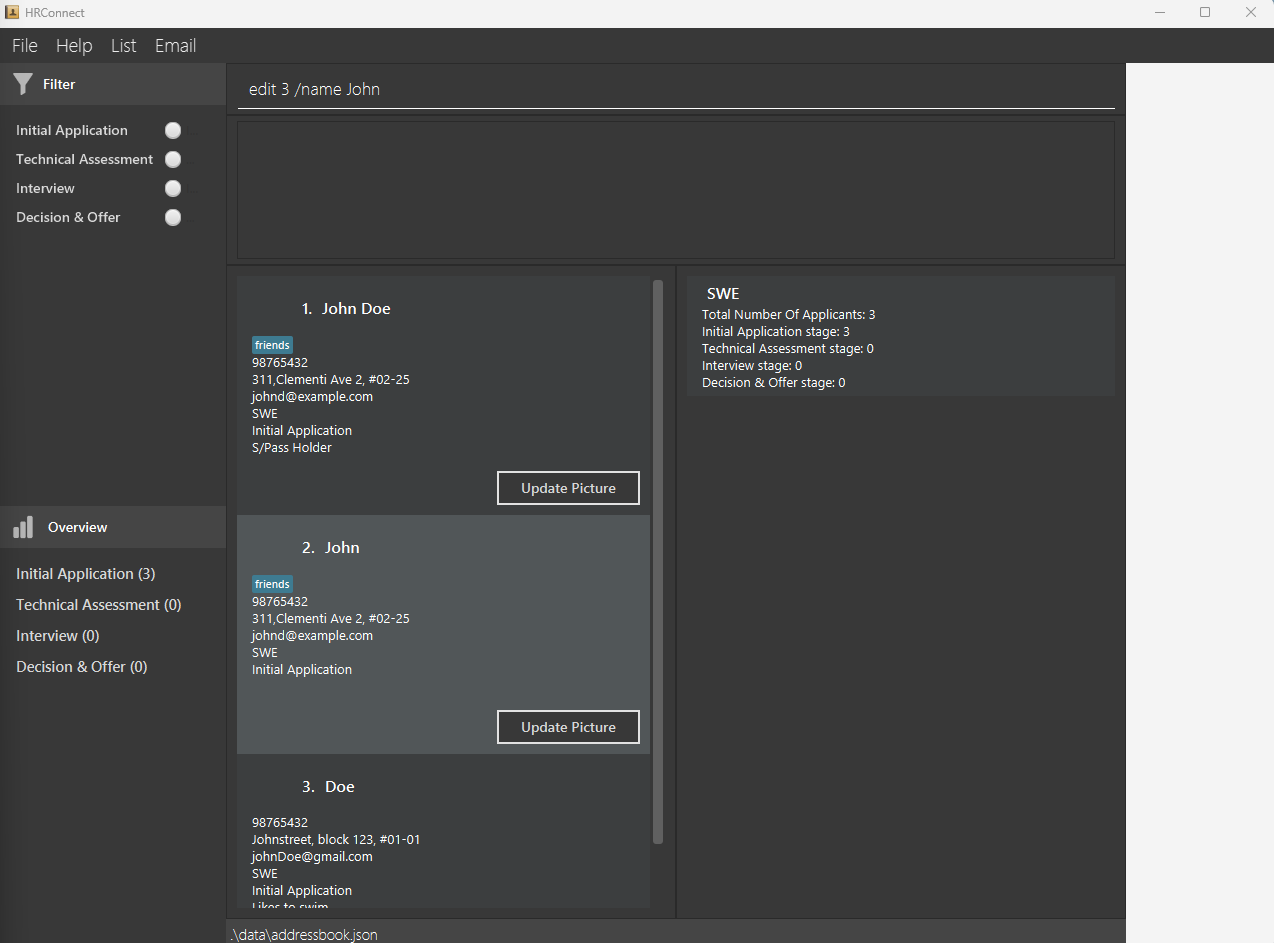 HRConnect
File Help List Email
Filter
Initial Application
Technical Assessment
Interview
Decision & Offer
Overview
Initial Application (3)
Technical Assessment (0)
Interview (0)
Decision & Offer (0)
edit 3 /name John
1. John Doe
friends
98765432
311,Clementi Ave 2, #02-25
johnd@example.com
SWE
Initial Application
S/Pass Holder
Update Picture
2. John
friends
98765432
311,Clementi Ave 2, #02-25
johnd@example.com
SWE
Initial Application
Update Picture
3. Doe
98765432
Johnstreet, block 123, #01-01
johnDoe@gmail.com
SWE
Initial Application
Likes to swim
SWE
Total Number Of Applicants: 3
Initial Application stage: 3
Technical Assessment stage: 0
Interview stage: 0
Decision & Offer stage: 0
.\data\addressbook.json